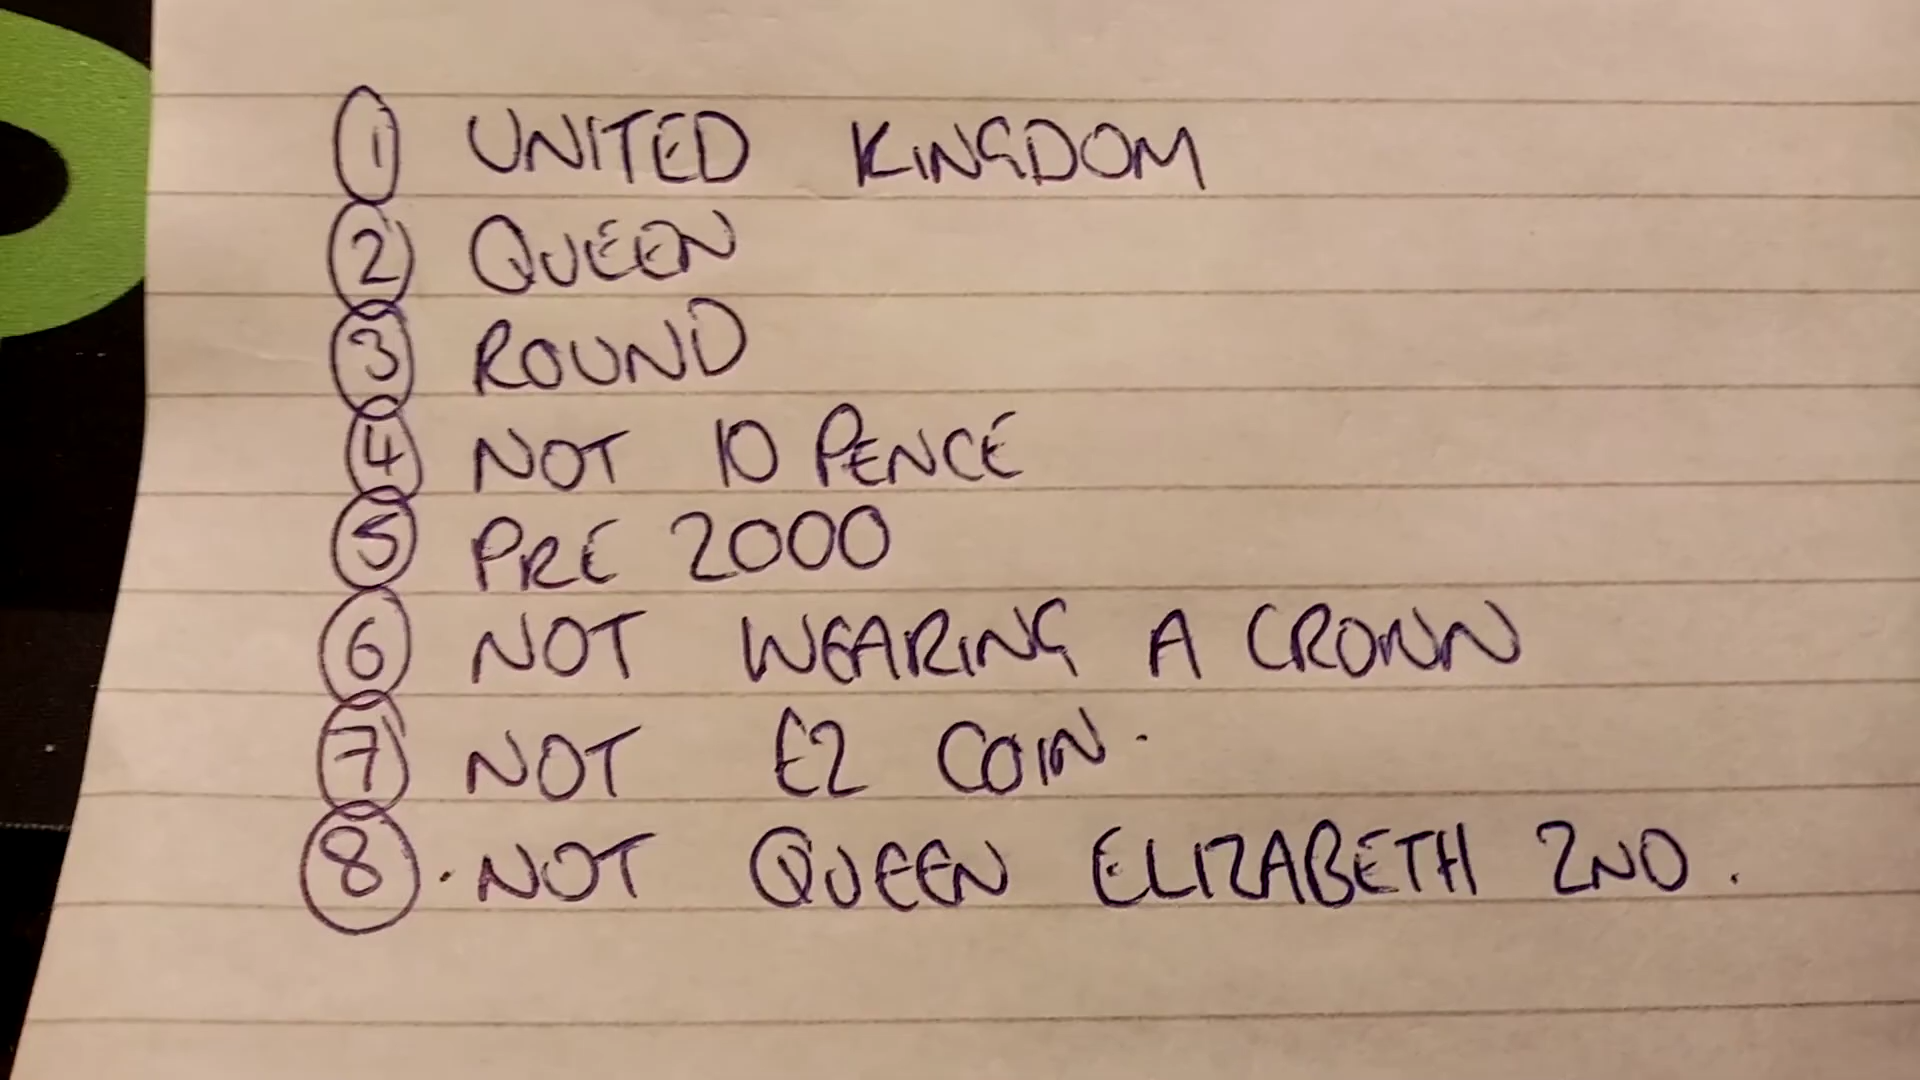 1 UNITED KINGDOM
2 QUEEN
3 ROUND
4 NOT 10 PENCE
5 PRE 2000
6 NOT WEARING A CROWN
7 NOT £2 COIN.
8. NOT QUEEN ELIZABETH 2ND.